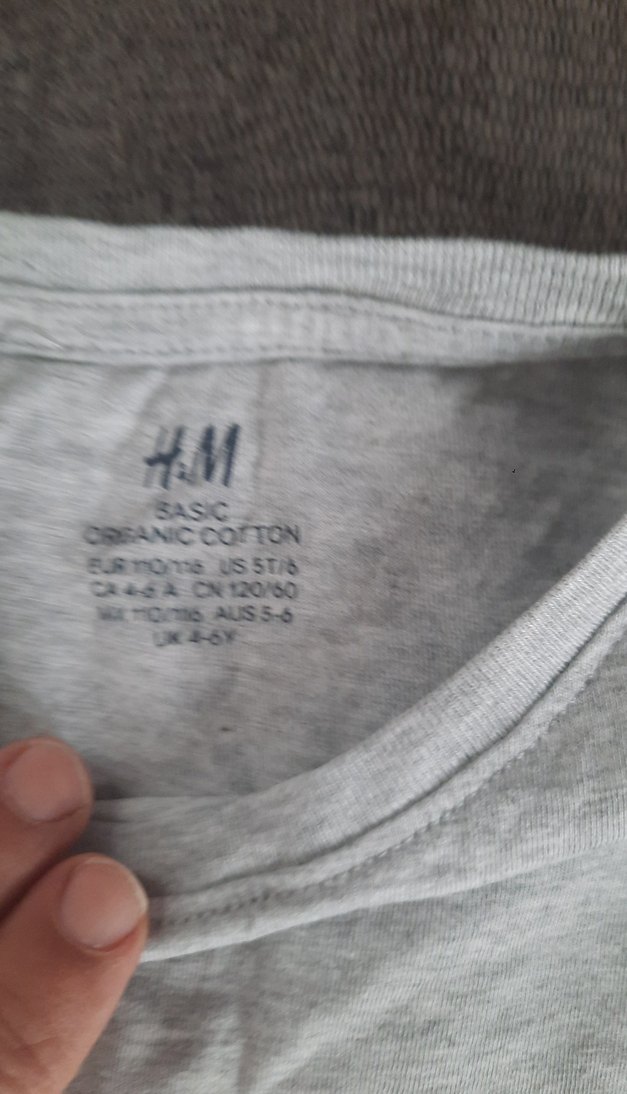 H&M
BASIC
ORGANIC COTTON
EUR 110/116 US 5T/6
CA 4-6 A CN 120/60
MX 110/116 AUS 5-6
UK 4-6Y